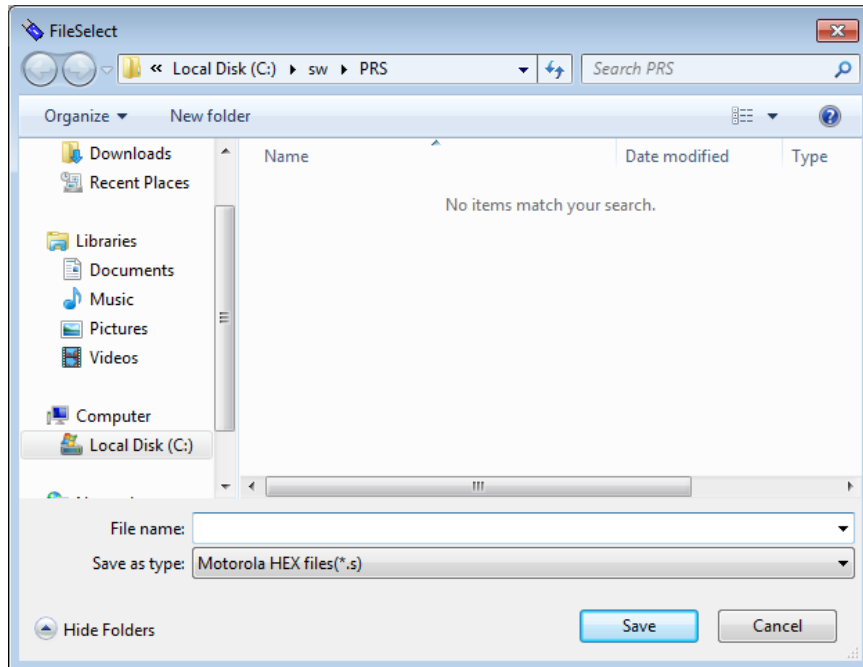 FileSelect
« Local Disk (C:) sw PRS Search PRS
Organize New folder
Name Date modified Type
No items match your search.
Downloads
Recent Places
Libraries
Documents
Music
Pictures
Videos
Computer
Local Disk (C:)
File name:
Save as type: Motorola HEX files(*.s)
Hide Folders Save Cancel